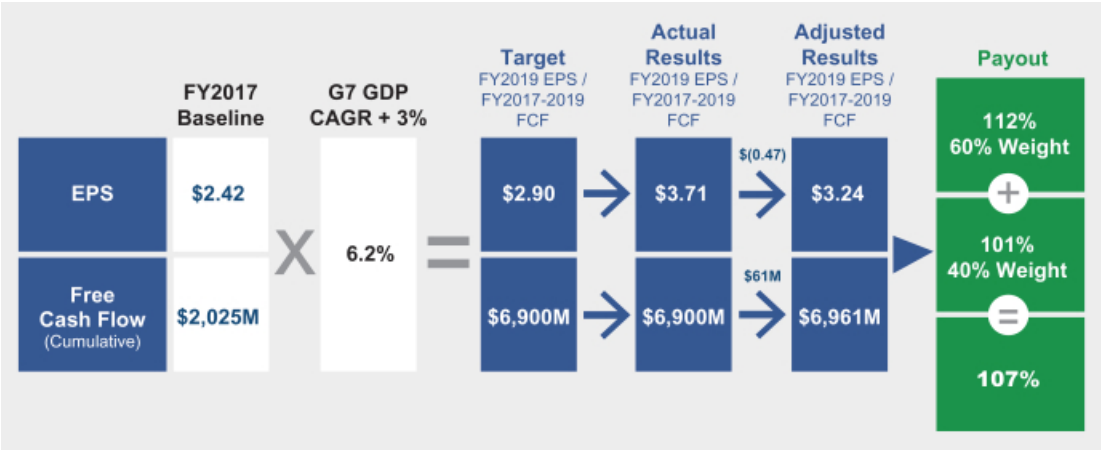 FY2017
Baseline
G7 GDP
CAGR + 3%
Target
FY2019 EPS /
FY2017-2019
FCF
Actual
Results
FY2019 EPS /
FY2017-2019
FCF
Adjusted
Results
FY2019 EPS /
FY2017-2019
FCF
Payout
EPS
$2.42
X
6.2%
=
$2.90
$3.71
$(0.47)
$3.24
112%
60% Weight
+
Free
Cash Flow
(Cumulative)
$2,025M
$6,900M
$6,900M
$61M
$6,961M
101%
40% Weight
=
107%